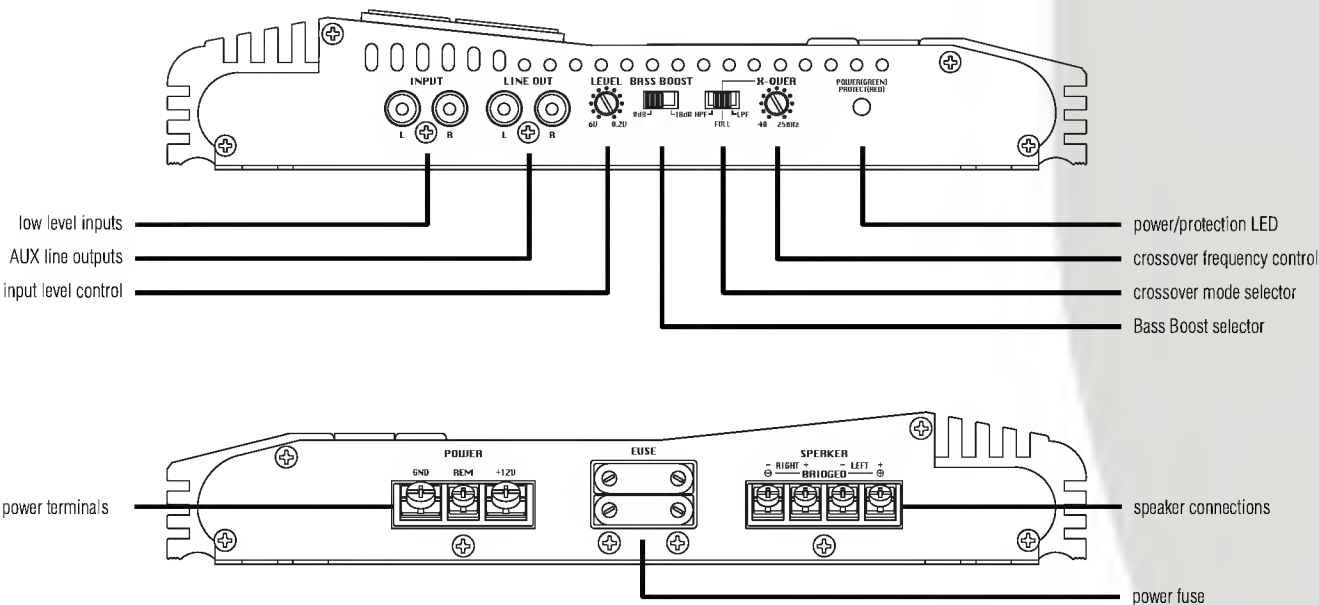 INPUT LINE OUT LEVEL BASS BOOST X-OVER POWER(GREEN)
PROTECT(RED)
L R L R 6V 0.2V 0dB 18dB HPF FULL LPF 40 250HZ
low level inputs
AUX line outputs
input level control
power/protection LED
crossover frequency control
crossover mode selector
Bass Boost selector
POWER FUSE SPEAKER
GND REM +12V - RIGHT + - LEFT +
⊖ BRIDGED ⊕
power terminals
speaker connections
power fuse